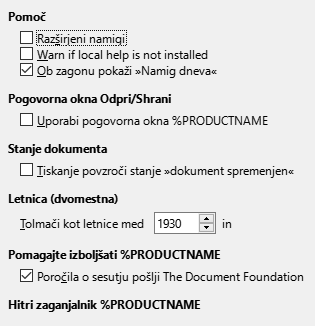 Pomoč
Razširjeni namigi
Warn if local help is not installed
Ob zagonu pokaži »Namig dneva«
Pogovorna okna Odpri/Shrani
Uporabi pogovorna okna %PRODUCTNAME
Stanje dokumenta
Tiskanje povzroči stanje »dokument spremenjen«
Letnica (dvomestna)
Tolmači kot letnice med 1930 in
Pomagajte izboljšati %PRODUCTNAME
Poročila o sesutju pošlji The Document Foundation
Hitri zaganjalnik %PRODUCTNAME